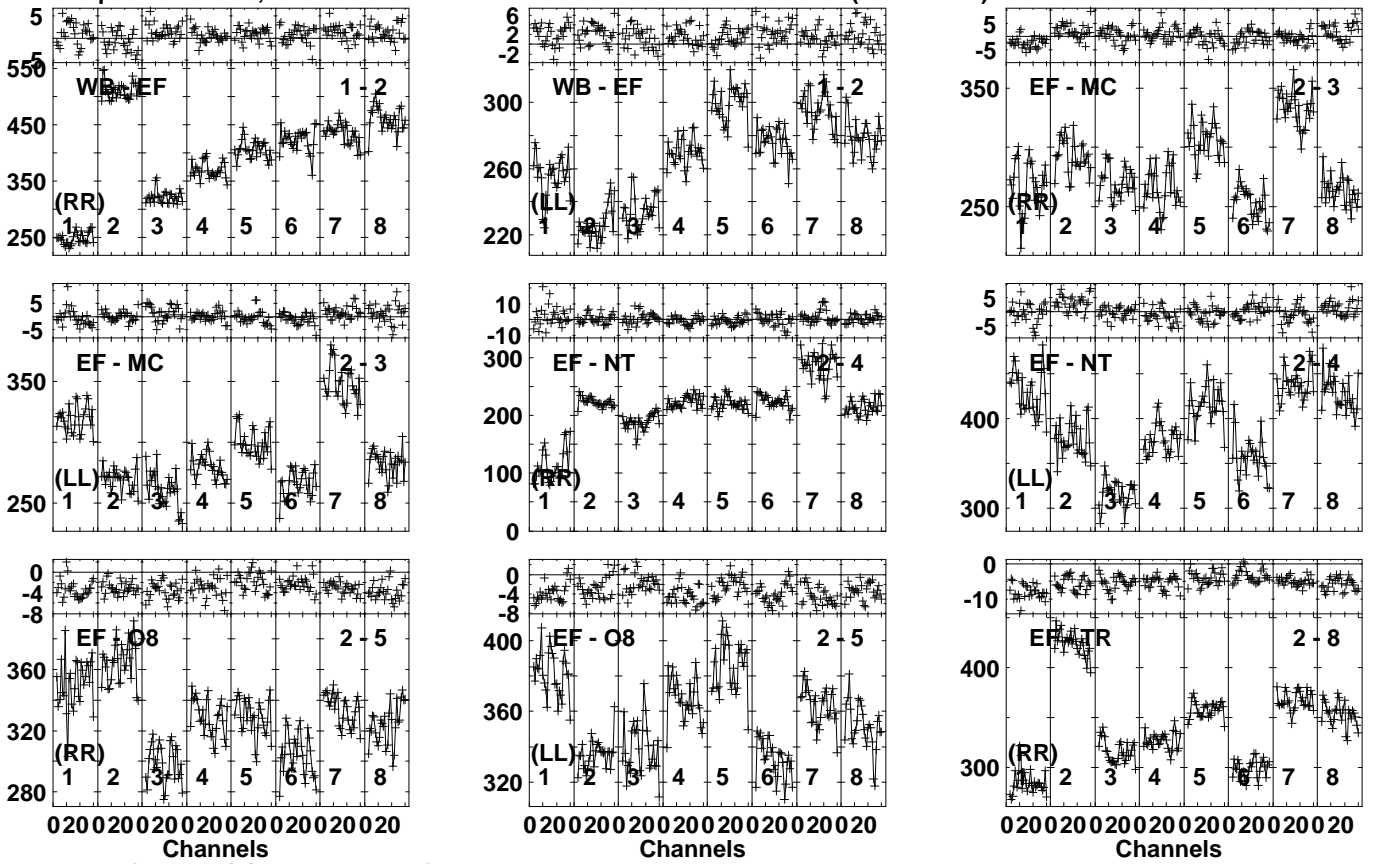 5
5
550
450
350
250
WB - EF 1 - 2
(RR)
1 2 3 4 5 6 7 8
6
2
-2
300
260
220
WB - EF 1 - 2
(LL)
1 2 3 4 5 6 7 8
5
-5
350
250
EF - MC 2 - 3
(RR)
1 2 3 4 5 6 7 8
5
-5
350
250
EF - MC 2 - 3
(LL)
1 2 3 4 5 6 7 8
10
-10
300
200
100
0
EF - NT 2 - 4
(RR)
1 2 3 4 5 6 7 8
5
-5
400
300
EF - NT 2 - 4
(LL)
1 2 3 4 5 6 7 8
0
-4
-8
360
320
280
EF - O8 2 - 5
(RR)
1 2 3 4 5 6 7 8
0 20 0 20 0 20 0 20 0 20 0 20 0 20 0 20
Channels
0
-4
-8
400
360
320
EF - O8 2 - 5
(LL)
1 2 3 4 5 6 7 8
0 20 0 20 0 20 0 20 0 20 0 20 0 20 0 20
Channels
0
-10
400
300
EF - TR 2 - 8
(RR)
1 2 3 4 5 6 7 8
0 20 0 20 0 20 0 20 0 20 0 20 0 20 0 20
Channels